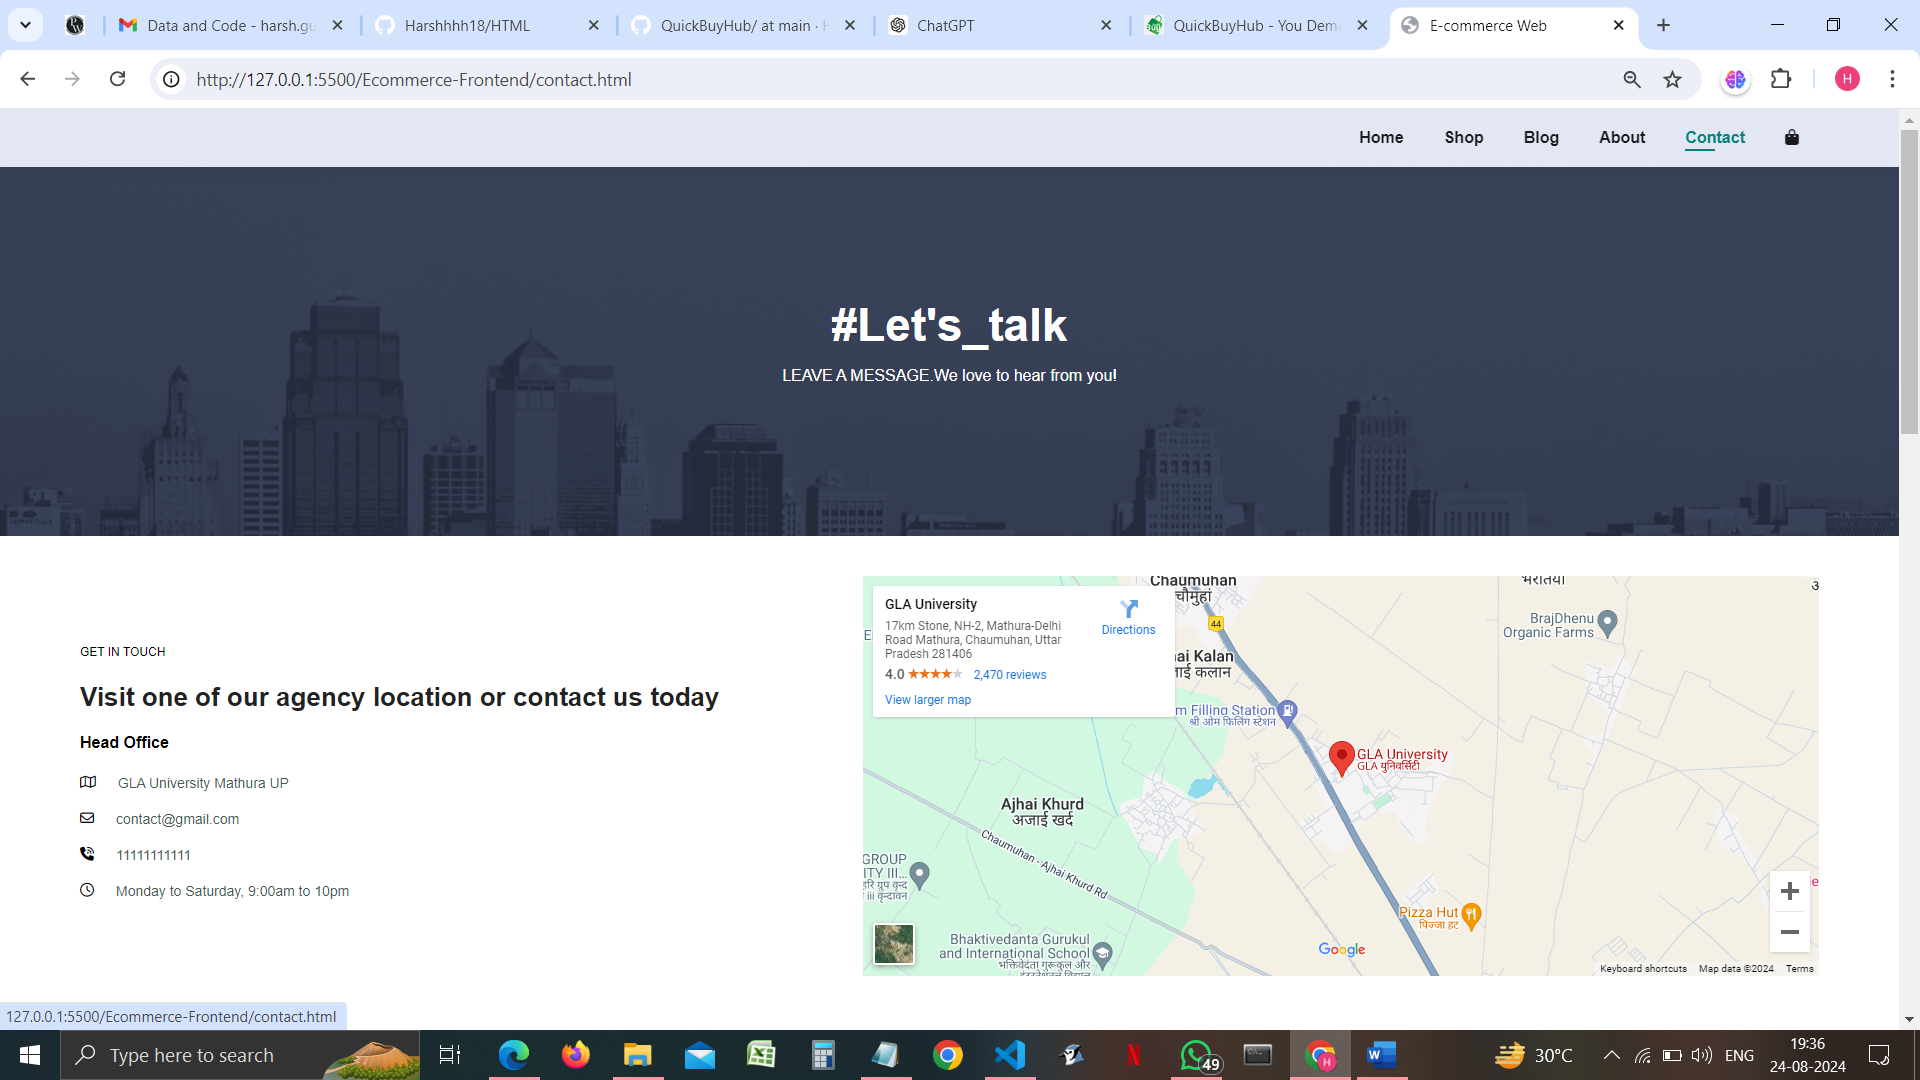 Data and Code - harsh.gu
Harshhhh18/HTML
QuickBuyHub/ at main · H
ChatGPT
QuickBuyHub - You Dema
E-commerce Web
http://127.0.0.1:5500/Ecommerce-Frontend/contact.html
H
Home
Shop
Blog
About
Contact
#Let's_talk
LEAVE A MESSAGE.We love to hear from you!
GET IN TOUCH
Visit one of our agency location or contact us today
Head Office
GLA University Mathura UP
contact@gmail.com
11111111111
Monday to Saturday, 9:00am to 10pm
GLA University
17km Stone, NH-2, Mathura-Delhi
Road Mathura, Chaumuhan, Uttar
Pradesh 281406
4.0
2,470 reviews
View larger map
Directions
Chaumuhan
चौमुहां
44
BrajDhenu
Organic Farms
hai Kalan
नाई कलान
m Filling Station
श्री ओम फिलिंग स्टेशन
GLA University
GLA युनिवर्सिटी
Ajhai Khurd
अजाई खर्द
Chaumuhan - Ajhai Khurd Rd
GROUP
ITY III...
हरि ग्रुप वृन्द
iii वृन्दावन
Pizza Hut
पिज्जा हट
Bhaktivedanta Gurukul
and International School
भक्तिवेदांता गुरूकुल और
Google
Keyboard shortcuts
Map data ©2024
Terms
127.0.0.1:5500/Ecommerce-Frontend/contact.html
Type here to search
49
30°C
ENG
19:36
24-08-2024